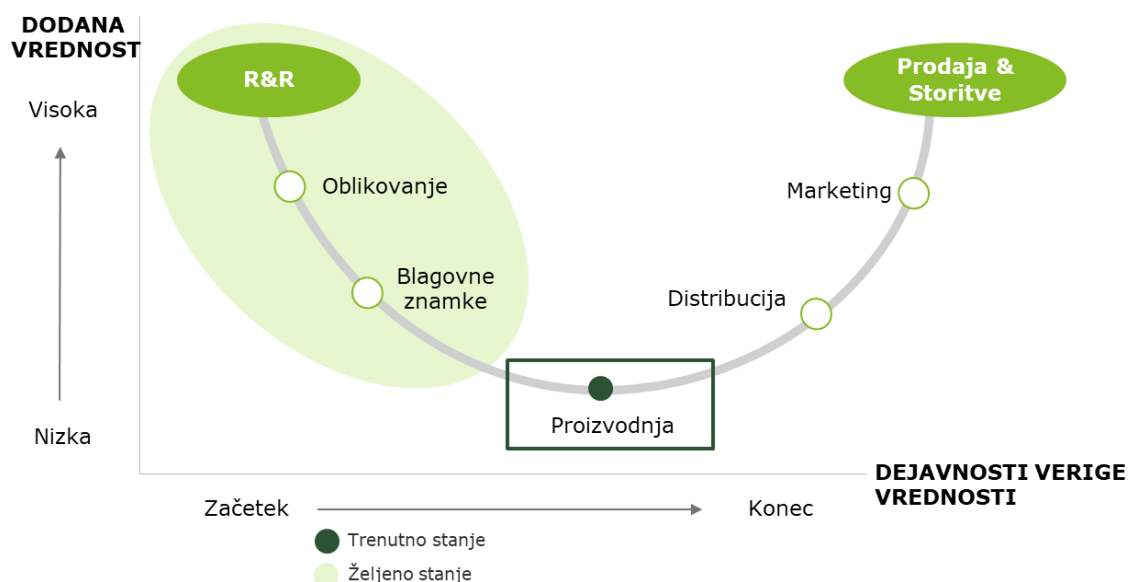 DODANA
VREDNOST
Visoka
Nizka
R&R
Oblikovanje
Blagovne
znamke
Proizvodnja
Distribucija
Marketing
Prodaja &
Storitve
DEJAVNOSTI VERIGE
VREDNOSTI
Začetek
Konec
Trenutno stanje
Željeno stanje